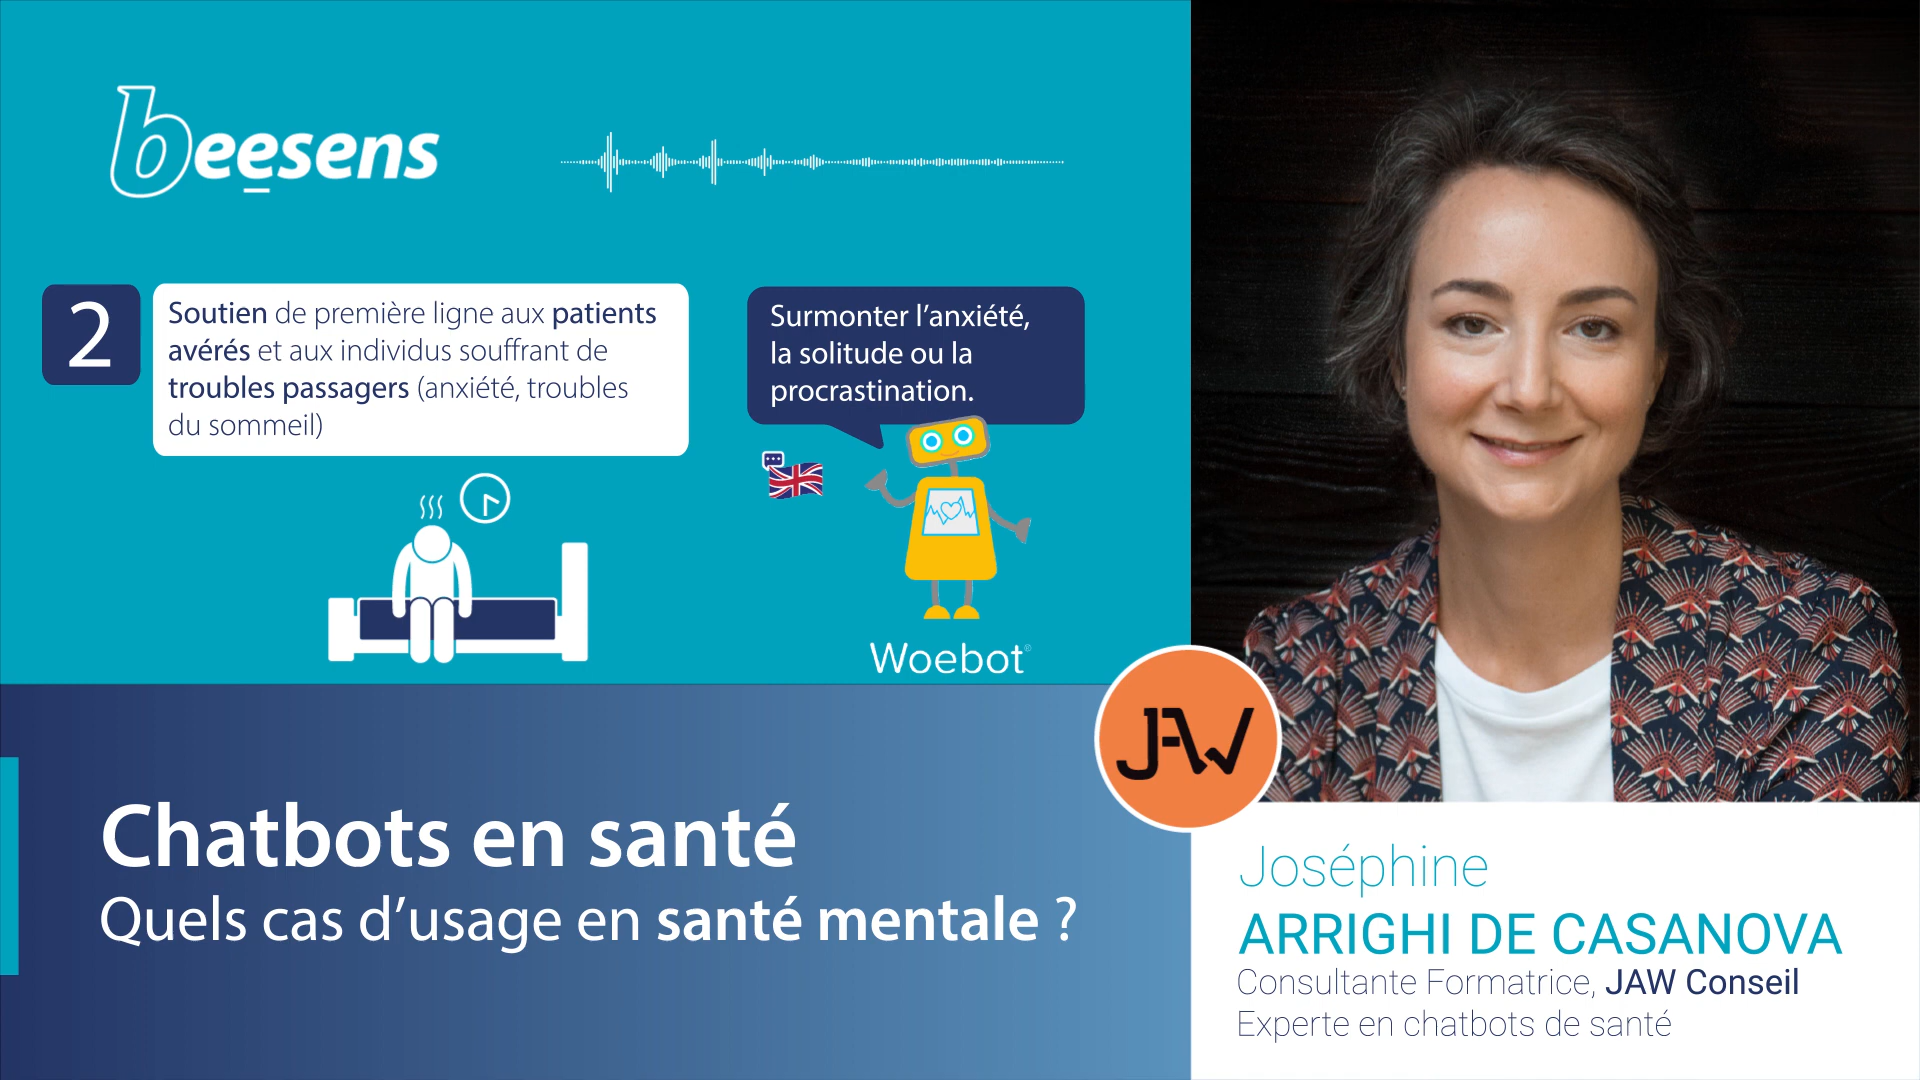 beesens
2
Soutien de première ligne aux patients
avérés et aux individus souffrant de
troubles passagers (anxiété, troubles
du sommeil)
Surmonter l’anxiété,
la solitude ou la
procrastination.
Woebot®
Chatbots en santé
Quels cas d’usage en santé mentale ?
JAW
Joséphine
ARRIGHI DE CASANOVA
Consultante Formatrice, JAW Conseil
Experte en chatbots de santé